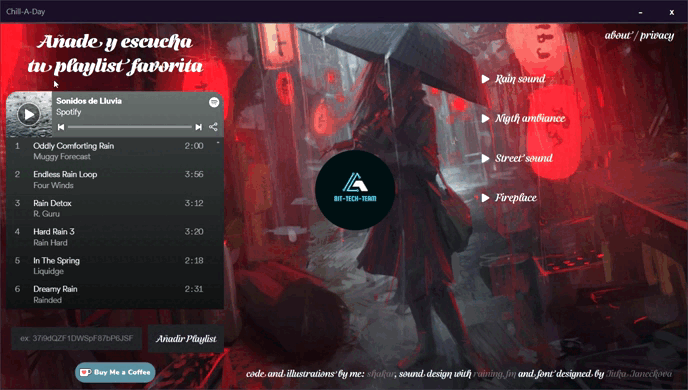 Chill-A-Day
Añade y escucha
tu playlist favorita
about / privacy
Sonidos de Lluvia
Spotify
1 Oddly Comforting Rain 2:00
Muggy Forecast
2 Endless Rain Loop 3:56
Four Winds
3 Rain Detox 3:12
R. Guru
4 Hard Rain 3 3:20
Rain Hard
5 In The Spring 2:18
Liquidge
6 Dreamy Rain 2:31
Rainded
ex: 37i9dQZF1DWSpF87bP6JSF
Añadir Playlist
Buy Me a Coffee
Rain sound
Nigth ambiance
Street sound
Fireplace
BIT-TECH-TEAM
code and illustrations by me: shakar, sound design with raining.fm and font designed by Jitka Janeckova